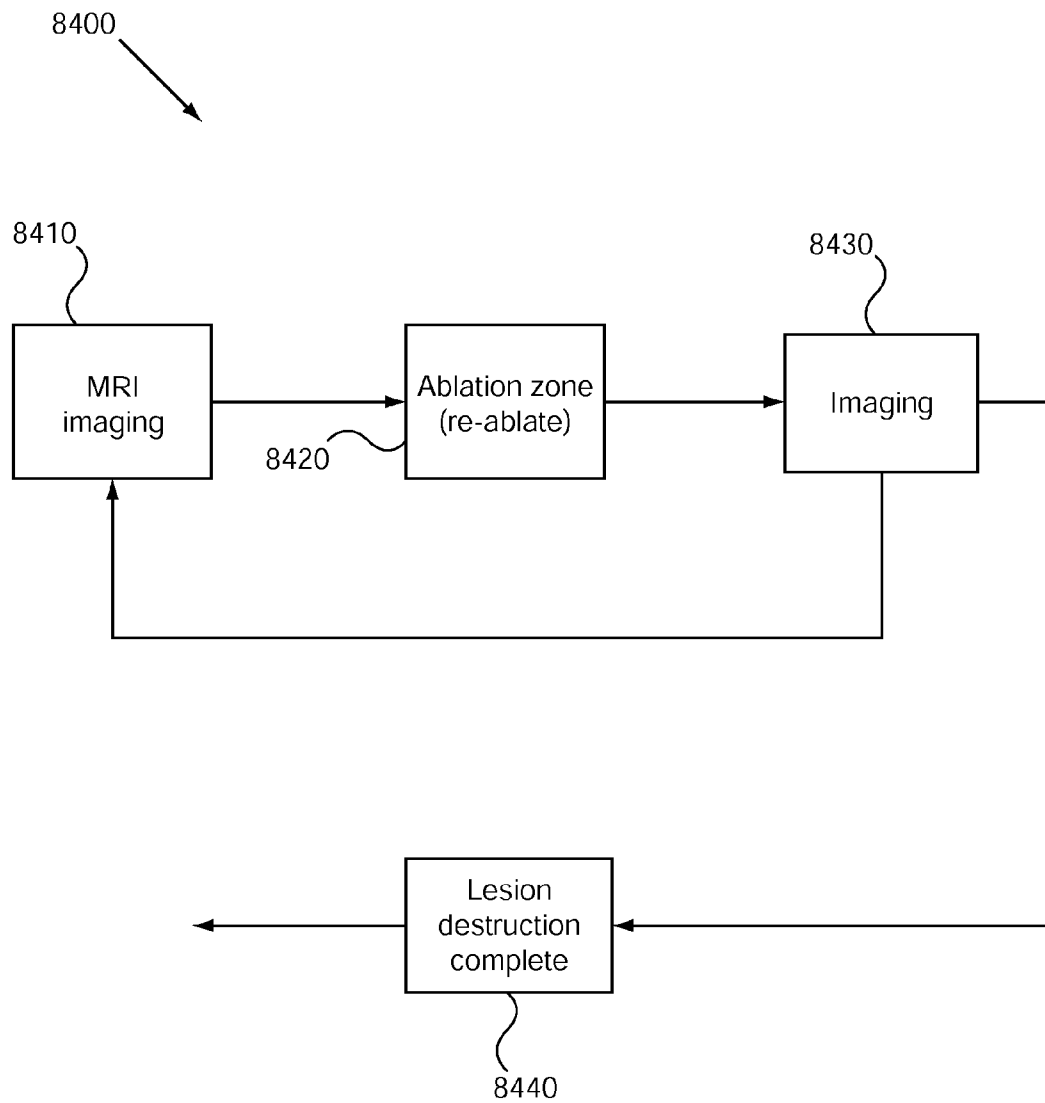 8400
8410
8430
MRI
imaging
Ablation zone
(re-ablate)
Imaging
8420
Lesion
destruction
complete
8440